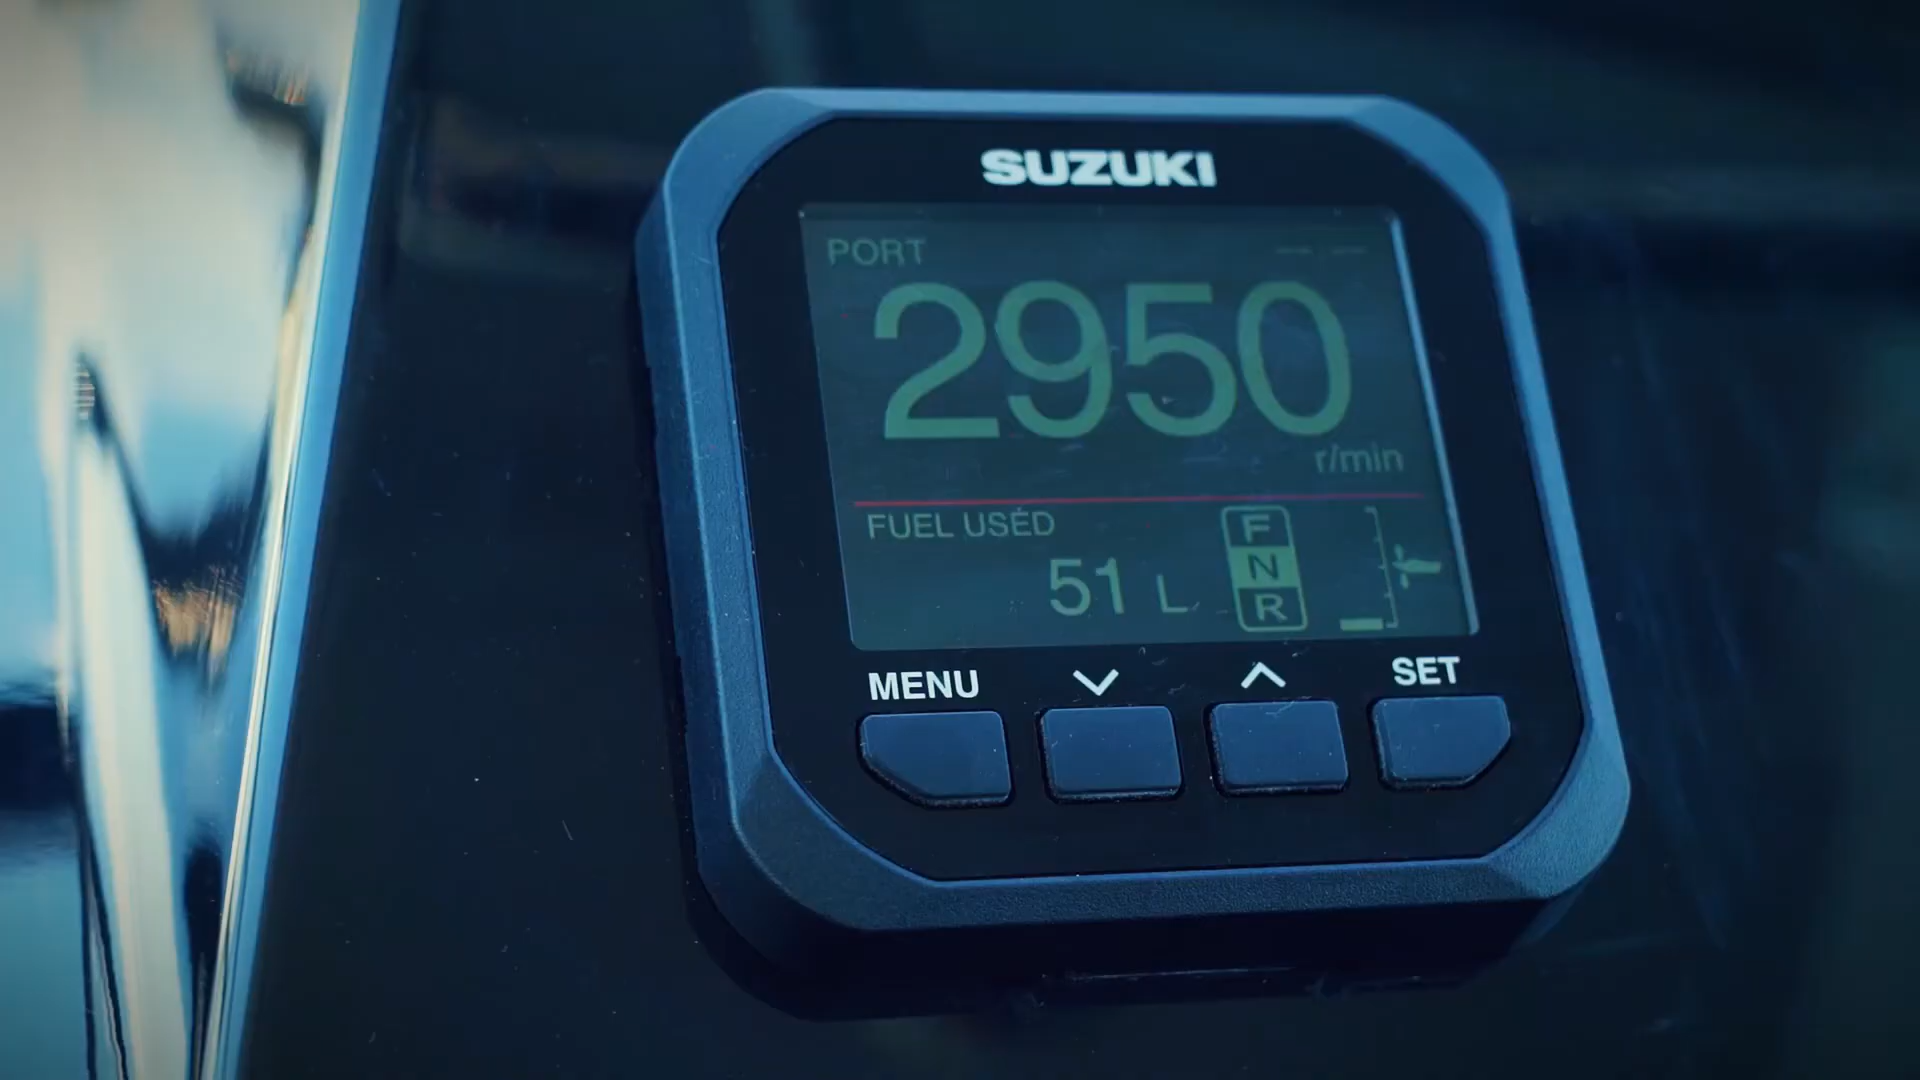 SUZUKI
PORT -- --
2950
r/min
FUEL USED
51 L
F
N
R
MENU SET